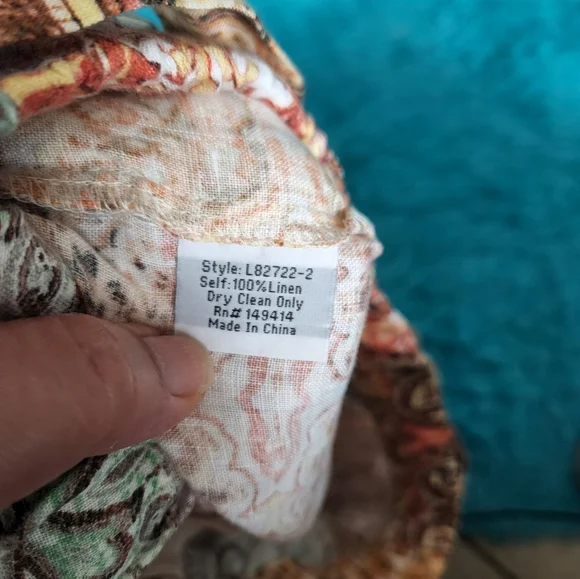 Style: L82722-2
Self:100%Linen
Dry Clean Only
Rn# 149414
Made In China